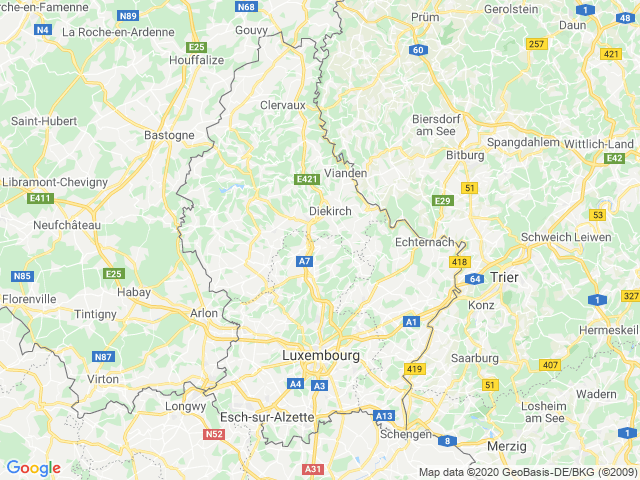 rche-en-Famenne
N89
N68
Prüm
Gerolstein
1
48
N4
La Roche-en-Ardenne
Gouvy
Daun
E25
Houffalize
60
257
421
Clervaux
Saint-Hubert
Bastogne
Biersdorf
am See
Spangdahlem
Wittlich-Land
Bitburg
E42
Libramont-Chevigny
E421
Vianden
51
E411
E29
53
Neufchâteau
Diekirch
Echternach
Schweich
Leiwen
N85
E25
A7
418
64
Trier
Florenville
Habay
Konz
1
327
Tintigny
Arlon
A1
Hermeskeil
N87
Luxembourg
Saarburg
407
Virton
A4
A3
419
51
Wadern
Longwy
Esch-sur-Alzette
A13
Losheim
am See
N52
Schengen
8
Merzig
1
A31
Google
Map data ©2020 GeoBasis-DE/BKG (©2009)